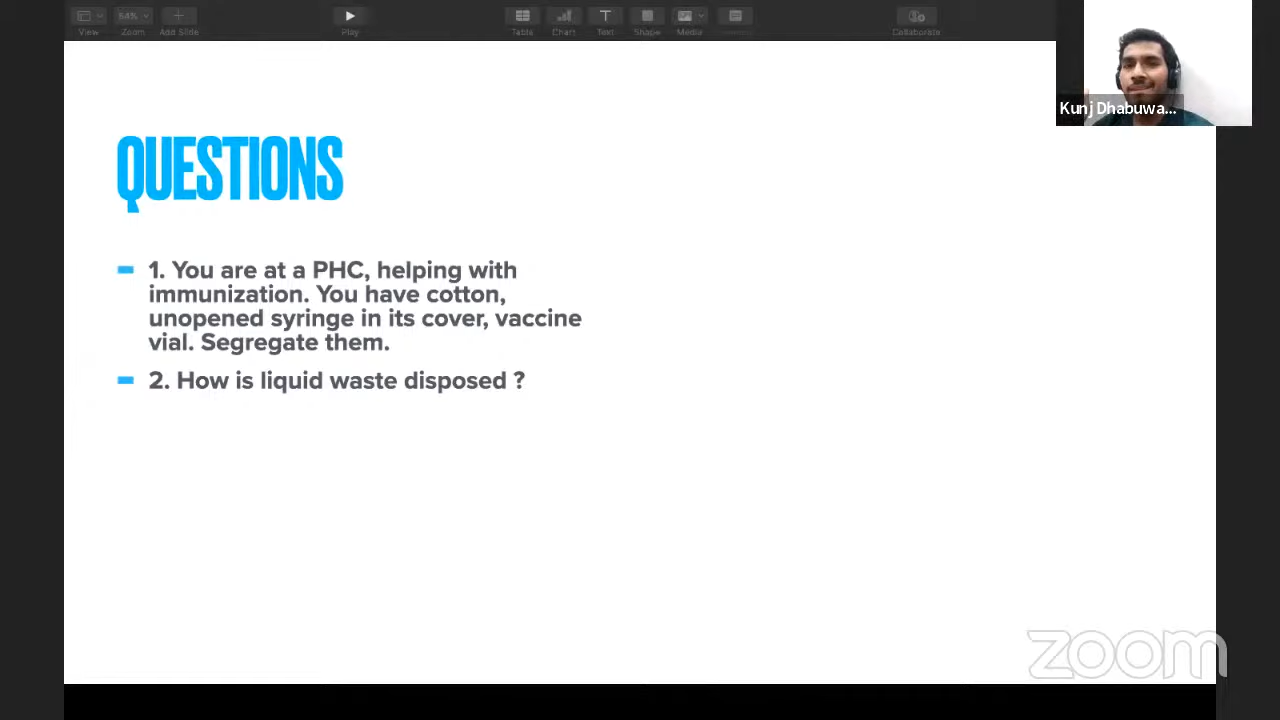 View
54%
Zoom
Add Slide
Play
Table
Chart
Text
Shape
Media
Collaborate
Kunj Dhabuwa...
QUESTIONS
1. You are at a PHC, helping with
immunization. You have cotton,
unopened syringe in its cover, vaccine
vial. Segregate them.
2. How is liquid waste disposed ?
zoom